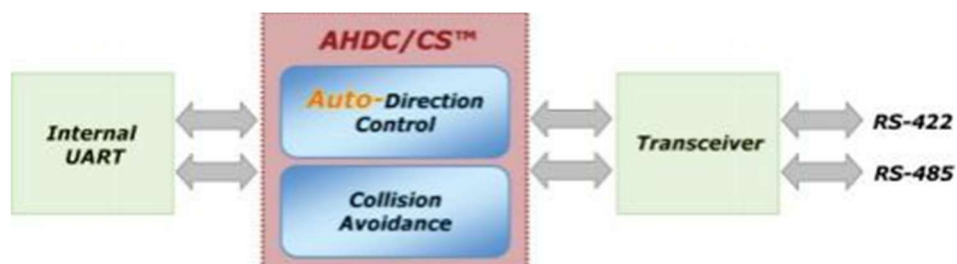 AHDC/CS™
Internal
UART
Auto-Direction
Control
Collision
Avoidance
Transceiver
RS-422
RS-485